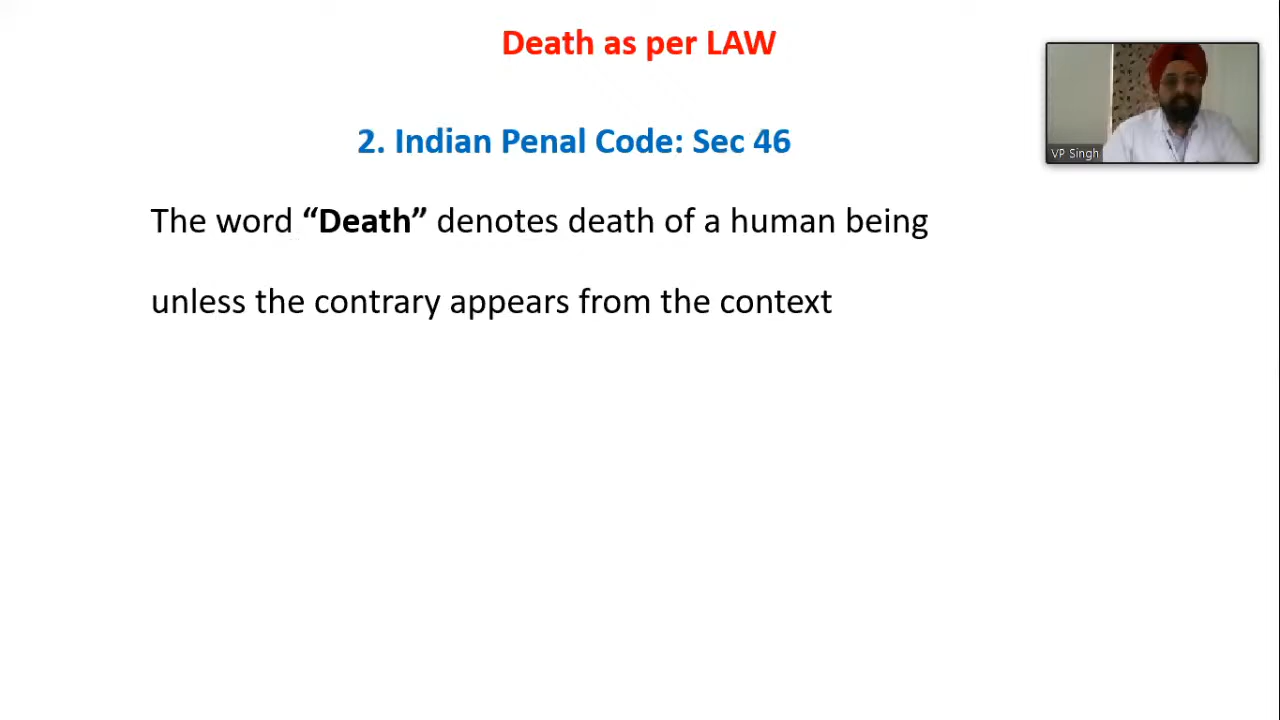 Death as per LAW
2. Indian Penal Code: Sec 46
VP Singh
The word “Death” denotes death of a human being
unless the contrary appears from the context